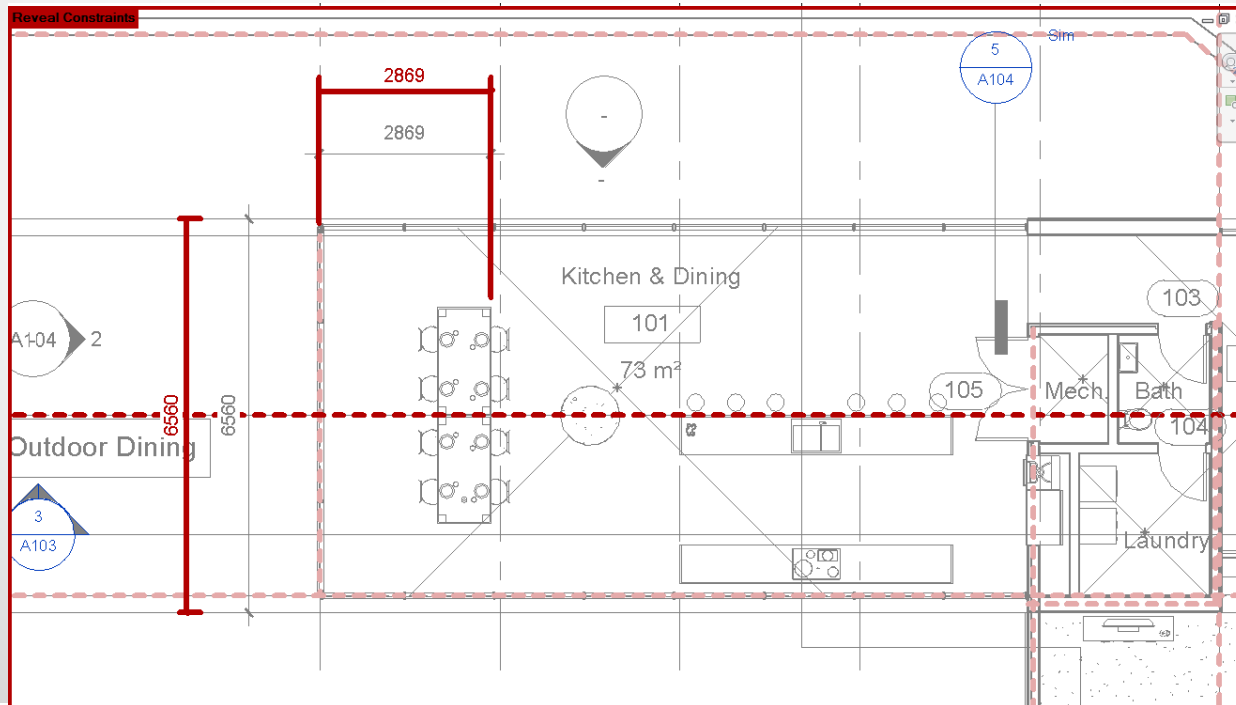 Reveal Constraints
5
Sim
A104
2869
2869
-
-
Kitchen & Dining
101
73 m²
103
A104
2
105
Mech
Bath
104
6560
6560
Outdoor Dining
3
A103
Laundry